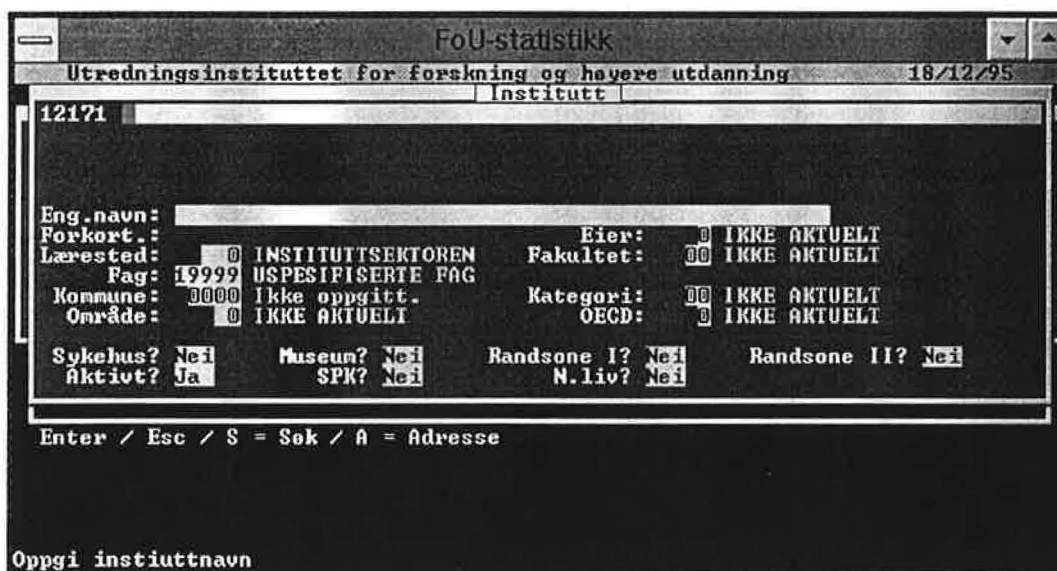 FoU-statistikk
Utredningsinstituttet for forskning og høyere utdanning 18/12/95
Institutt
12171
Eng.navn:
Forkort.: Eier: 0 IKKE AKTUELT
Lærested: 0 INSTITUTTSEKTOREN Fakultet: 00 IKKE AKTUELT
Fag: 19999 USPESIFISERTE FAG
Kommune: 0000 Ikke oppgitt. Kategori: 00 IKKE AKTUELT
Område: 0 IKKE AKTUELT OECD: 0 IKKE AKTUELT
Sykehus? Nei Museum? Nei Randsone I? Nei Randsone II? Nei
Aktivt? Ja SPK? Nei N.liv? Nei
Enter / Esc / S = Søk / A = Adresse
Oppgi instiuttnavn